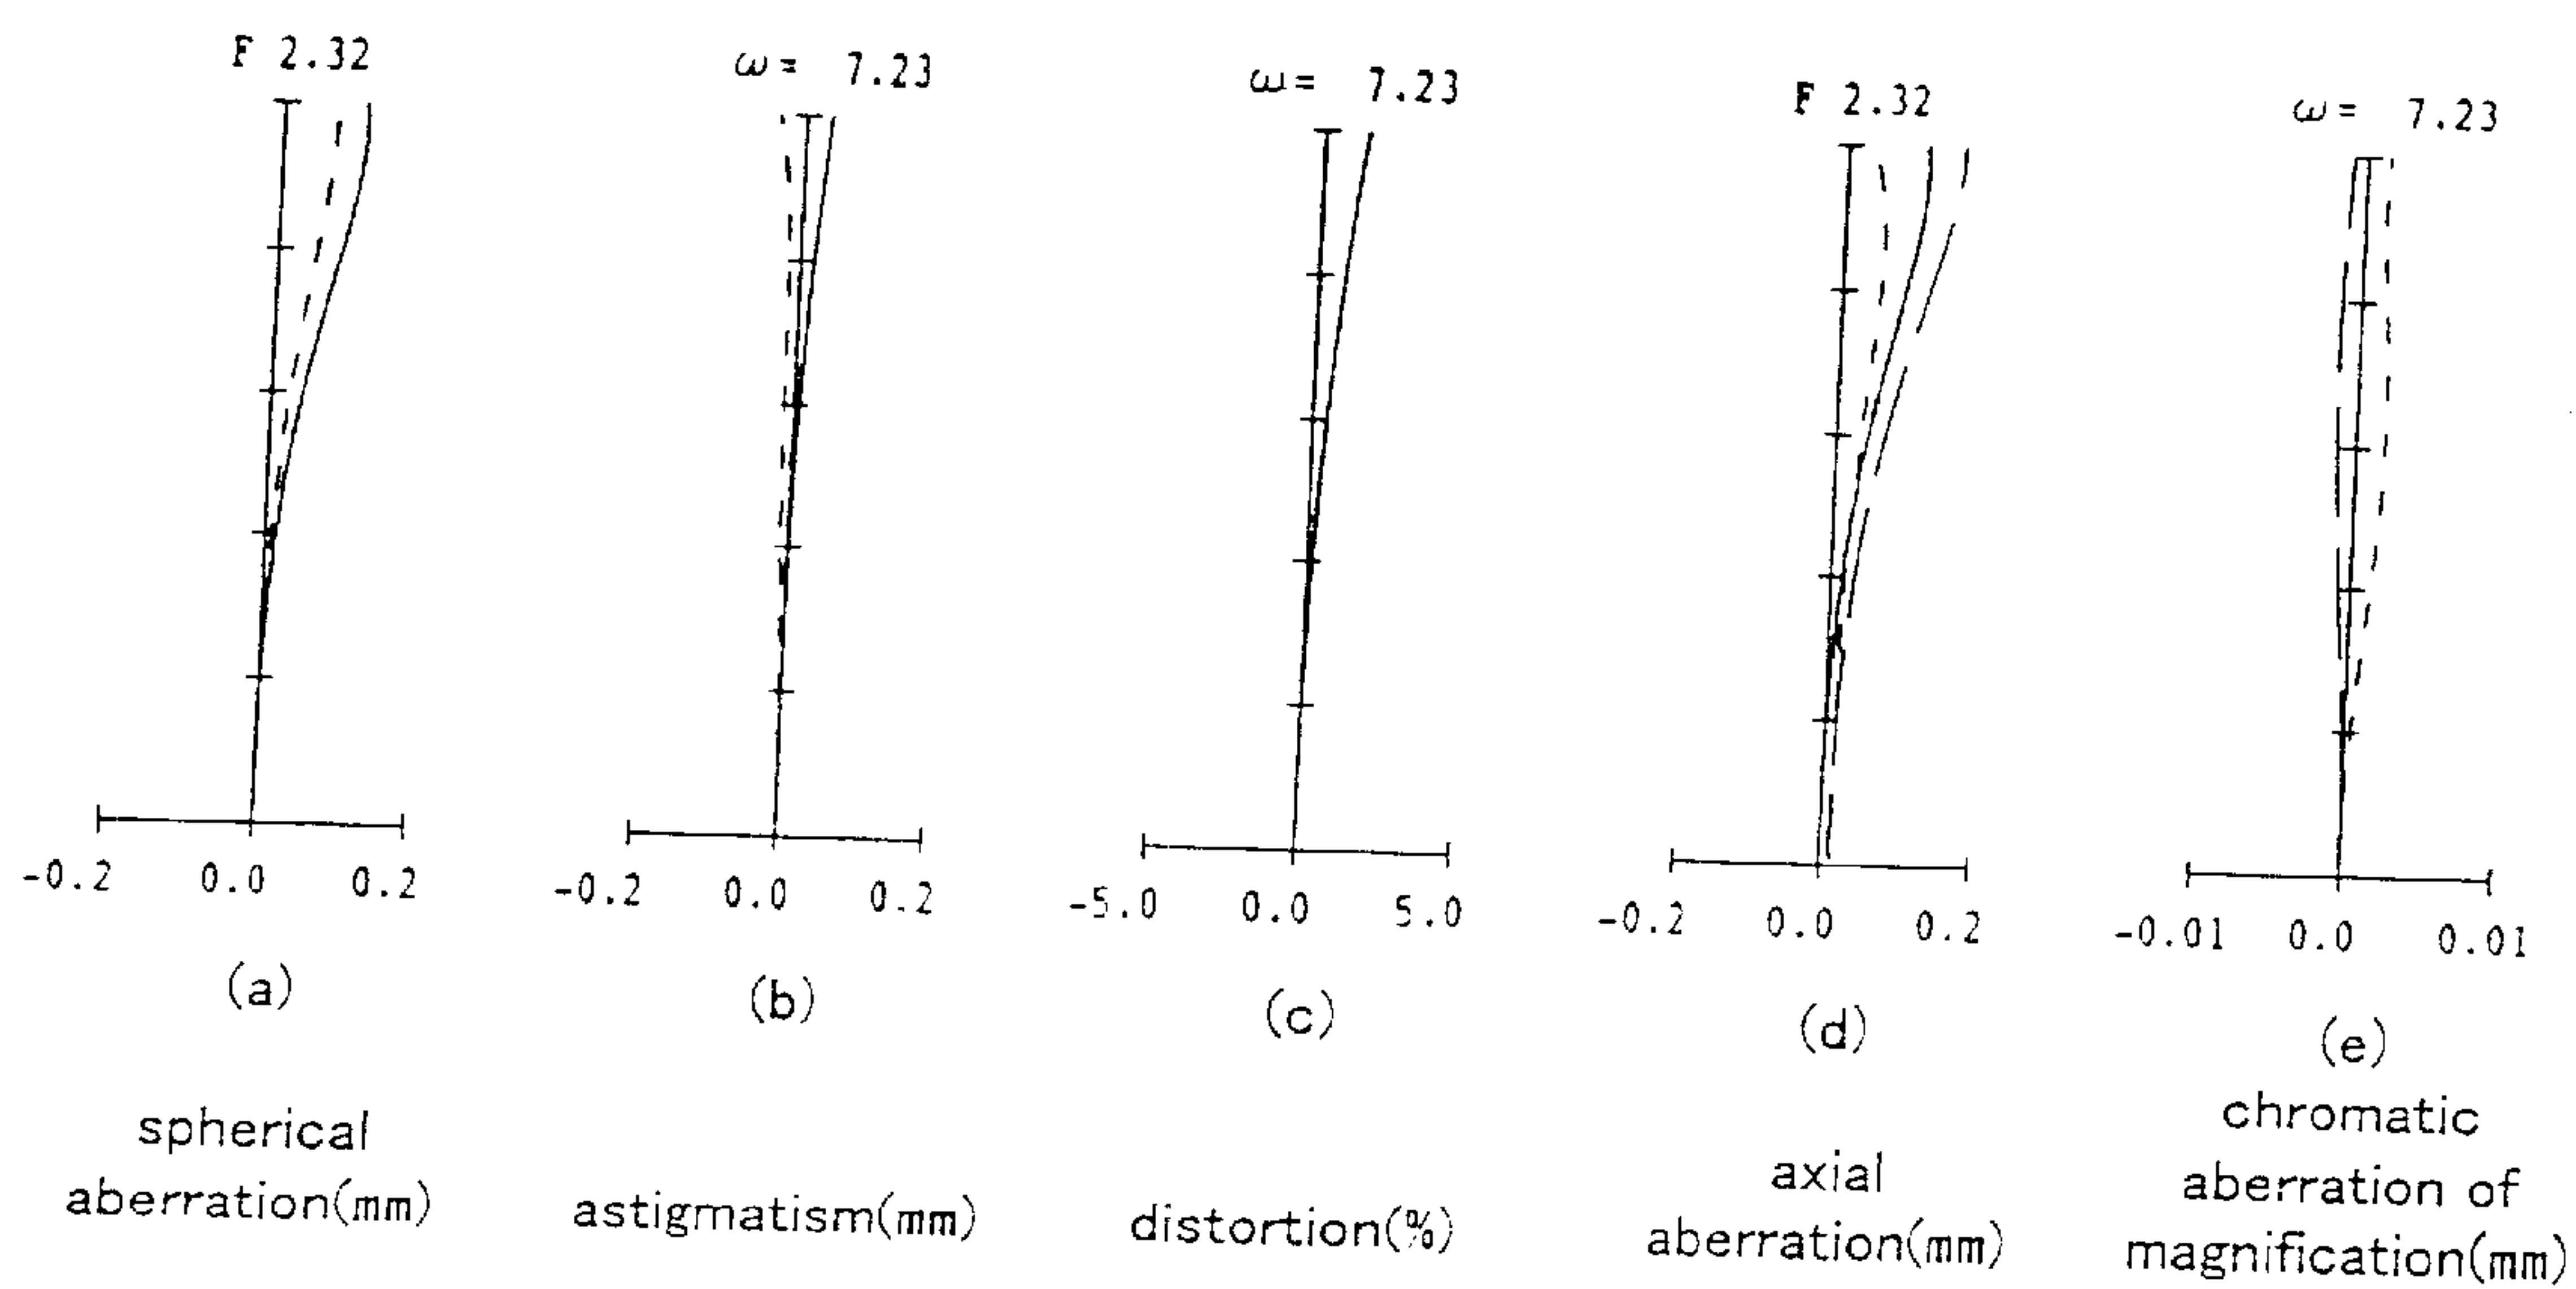 F 2.32
ω= 7.23
ω= 7.23
F 2.32
ω= 7.23
-0.2 0.0 0.2
-0.2 0.0 0.2
-5.0 0.0 5.0
-0.2 0.0 0.2
-0.01 0.0 0.01
(a)
(b)
(c)
(d)
(e)
spherical
aberration(mm)
astigmatism(mm)
distortion(%)
axial
aberration(mm)
chromatic
aberration of
magnification(mm)